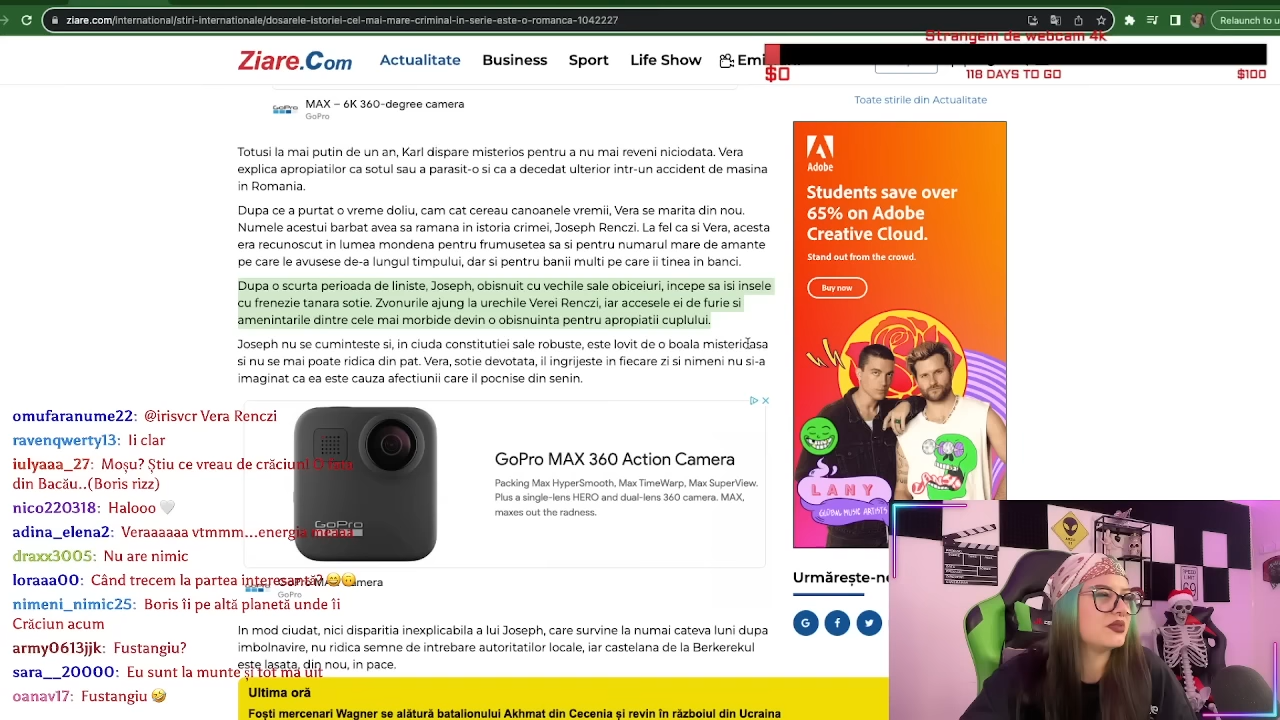 ziare.com/international/stiri-internationale/dosarele-istoriei-cei-mai-mare-criminal-in-serie-este-o-romanca-1042227
Relaunch to u
Strangem de webcam 4k
Ziare.Com
Actualitate
Business
Sport
Life Show
$0
118 DAYS TO GO
$100
MAX – 6K 360-degree camera
GoPro
Toate stirile din Actualitate
Totusi la mai putin de un an, Karl dispare misterios pentru a nu mai reveni niciodata. Vera
explica apropiatilor ca sotul sau a parasit-o si ca a decedat ulterior intr-un accident de masina
in Romania.
Dupa ce a purtat o vreme doliu, cam cat cereau canoanele vremii, Vera se marita din nou.
Numele acestui barbat avea sa ramana in istoria crimei, Joseph Renczi. La fel ca si Vera, acesta
era recunoscut in lumea mondena pentru frumusetea sa si pentru numarul mare de amante
pe care le avusese de-a lungul timpului, dar si pentru banii multi pe care ii tinea in banci.
Dupa o scurta perioada de liniste, Joseph, obisnuit cu vechile sale obiceiuri, incepe sa isi insele
cu frenezie tanara sotie. Zvonurile ajung la urechile Verei Renczi, iar accesele ei de furie si
amenintarile dintre cele mai morbide devin o obisnuinta pentru apropiatii cuplului.
Joseph nu se cuminteste si, in ciuda constitutiei sale robuste, este lovit de o boala misterioasa
si nu se mai poate ridica din pat. Vera, sotie devotata, il ingrijeste in fiecare zi si nimeni nu si-a
imaginat ca ea este cauza afectiunii care il pocnise din senin.
GoPro MAX 360 Action Camera
Packing Max HyperSmooth, Max TimeWarp, Max SuperView.
Plus a single-lens HERO and dual-lens 360 camera. MAX,
maxes out the radness.
GoPro
GoPro
In mod ciudat, nici disparitia inexplicabila a lui Joseph, care survine la numai cateva luni dupa
imbolnavire, nu ridica semne de intrebare autoritatilor locale, iar castelana de la Berkerekul
este lasata, din nou, in pace.
Ultima oră
Foști mercenari Wagner se alătură batalionului Akhmat din Cecenia și revin în războiul din Ucraina
Adobe
Students save over
65% on Adobe
Creative Cloud.
Stand out from the crowd.
Buy now
LANY
Urmărește-ne
omufaranume22: @irisvcr Vera Renczi
ravenqwerty13: Ii clar
iulyaaa_27: Moșu? Știu ce vreau de crăciun!
din Bacău..(Boris rizz)
nico220318: Halooo 🤍
adina_elena2: Veraaaaaa vtmmm...energia meaaa
draxx3005: Nu are nimic
loraaa00: Când trecem la partea interesantă?
nimeni_nimic25: Boris îi pe altă planetă unde îi
Crăciun acum
army0613jjk: Fustangiu?
sara__20000: Eu sunt la munte și tot mă uit
oanav17: Fustangiu 🤣